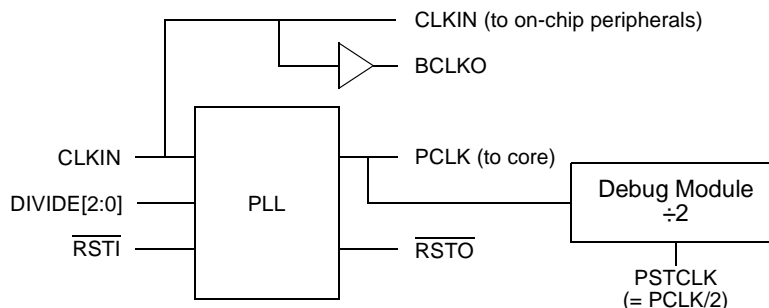 CLKIN (to on-chip peripherals)
BCLKO
CLKIN
PCLK (to core)
DIVIDE[2:0]
PLL
Debug Module
÷2
RSTI
RSTO
PSTCLK
(= PCLK/2)